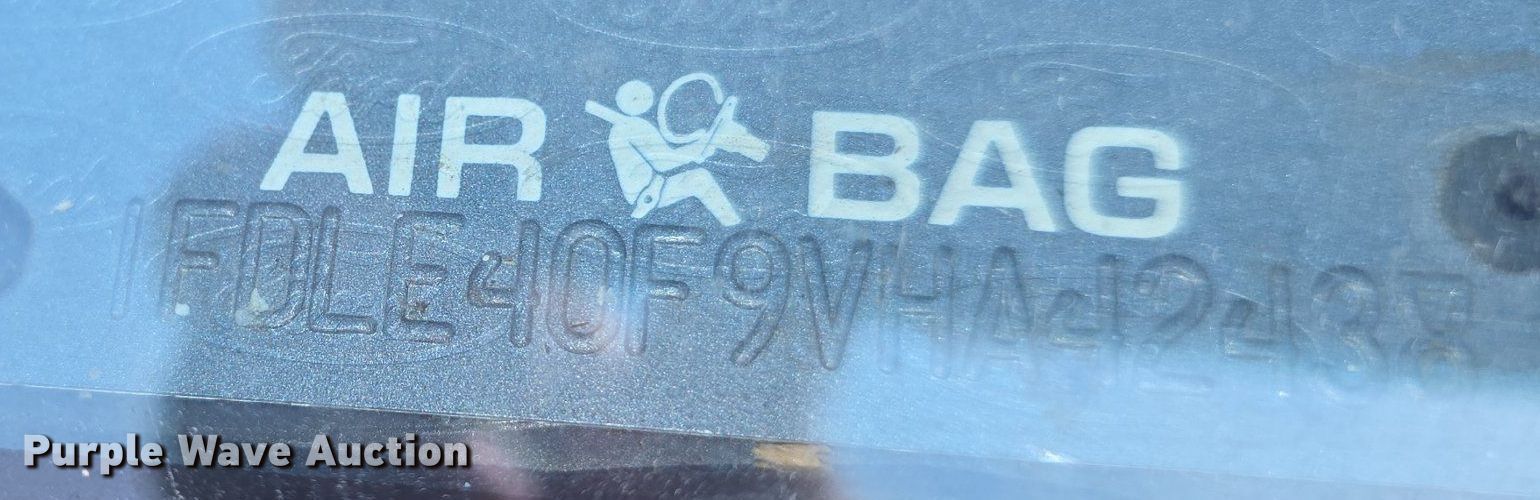 AIR BAG
1FDLE40F9VHA42438
Purple Wave Auction